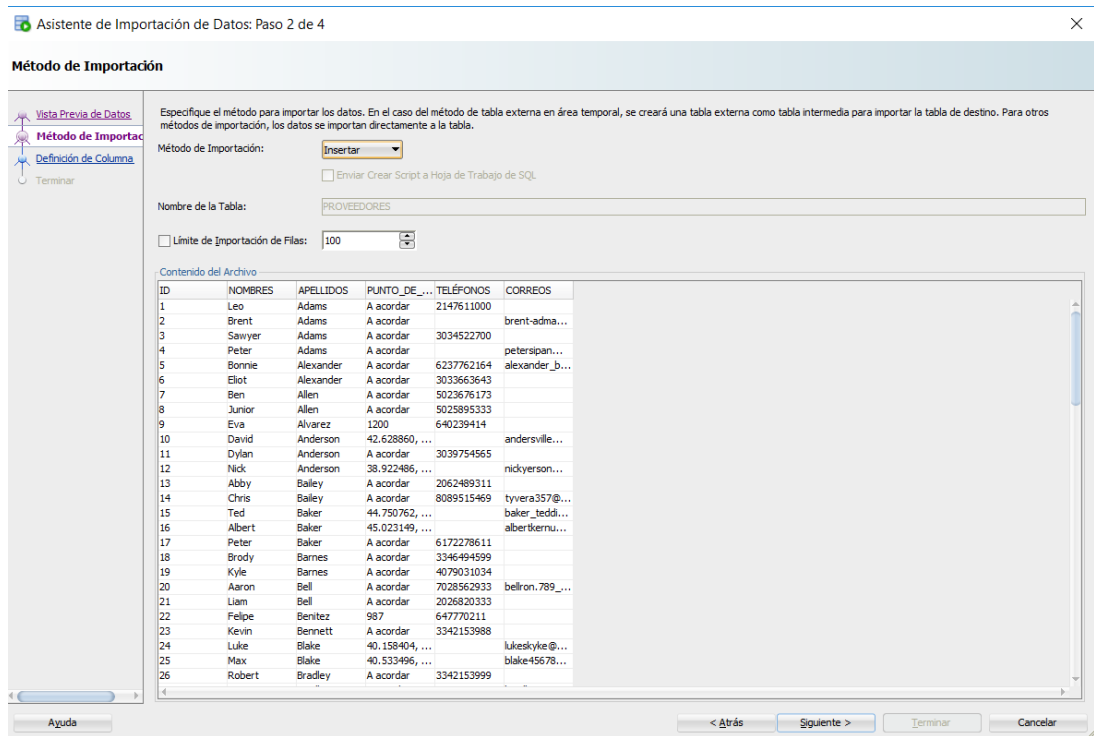 Asistente de Importación de Datos: Paso 2 de 4
Método de Importación
Vista Previa de Datos
Método de Importac
Definición de Columna
Terminar
Especifique el método para importar los datos. En el caso del método de tabla externa en área temporal, se creará una tabla externa como tabla intermedia para importar la tabla de destino. Para otros
métodos de importación, los datos se importan directamente a la tabla.
Método de Importación: Insertar
Enviar Crear Script a Hoja de Trabajo de SQL
Nombre de la Tabla: PROVEEDORES
Límite de Importación de Filas: 100
Contenido del Archivo
ID NOMBRES APELLIDOS PUNTO_DE_... TELÉFONOS CORREOS
1 Leo Adams A acordar 2147611000
2 Brent Adams A acordar brent-adma...
3 Sawyer Adams A acordar 3034522700
4 Peter Adams A acordar petersipan...
5 Bonnie Alexander A acordar 6237762164 alexander_b...
6 Eliot Alexander A acordar 3033663643
7 Ben Allen A acordar 5023676173
8 Junior Allen A acordar 5025895333
9 Eva Alvarez 1200 640239414
10 David Anderson 42.628860, ... andersville...
11 Dylan Anderson A acordar 3039754565
12 Nick Anderson 38.922486, ... nickyerson...
13 Abby Bailey A acordar 2062489311
14 Chris Bailey A acordar 8089515469 tyvera357@...
15 Ted Baker 44.750762, ... baker_teddi...
16 Albert Baker 45.023149, ... albertkernu...
17 Peter Baker A acordar 6172278611
18 Brody Barnes A acordar 3346494599
19 Kyle Barnes A acordar 4079031034
20 Aaron Bell A acordar 7028562933 bellron.789_...
21 Liam Bell A acordar 2026820333
22 Felipe Benitez 987 647770211
23 Kevin Bennett A acordar 3342153988
24 Luke Blake 40.158404, ... lukeskyke@...
25 Max Blake 40.533496, ... blake45678...
26 Robert Bradley A acordar 3342153999
Ayuda < Atrás Siguiente > Terminar Cancelar